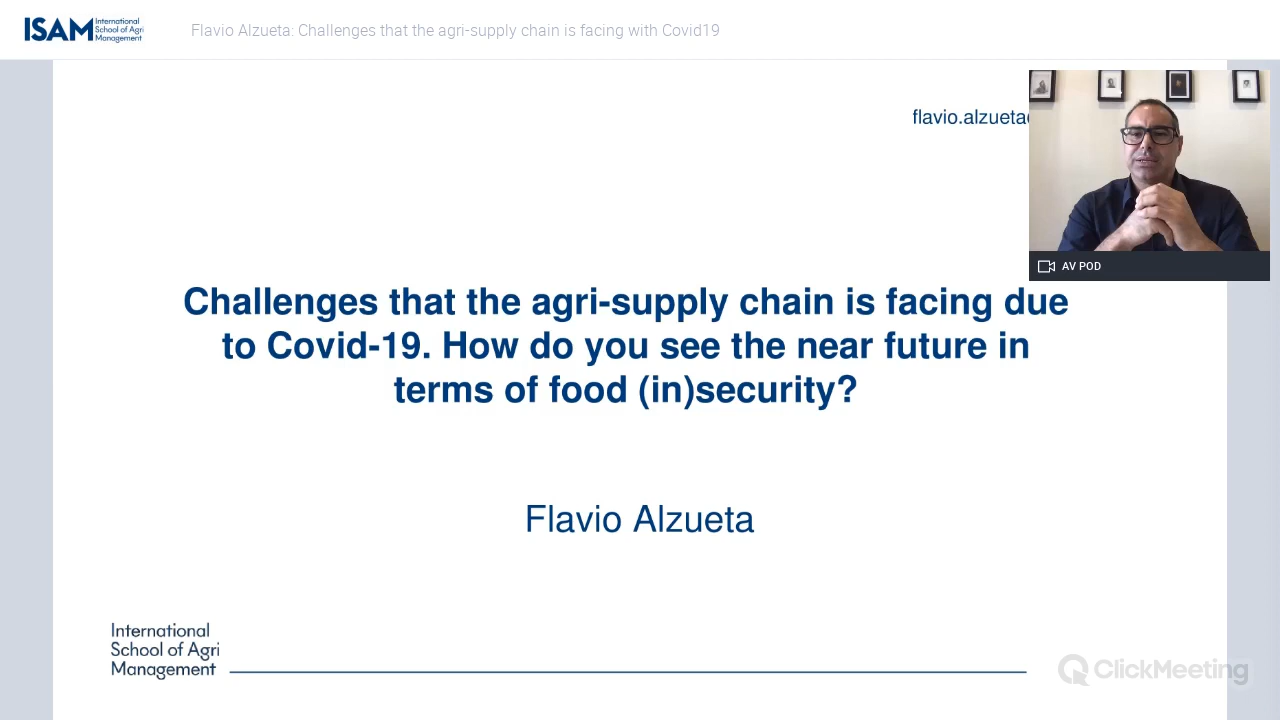 ISAM
International
School of Agri
Management
Flavio Alzueta: Challenges that the agri-supply chain is facing with Covid19
flavio.alzueta
AV POD
Challenges that the agri-supply chain is facing due
to Covid-19. How do you see the near future in
terms of food (in)security?
Flavio Alzueta
International
School of Agri
Management
ClickMeeting